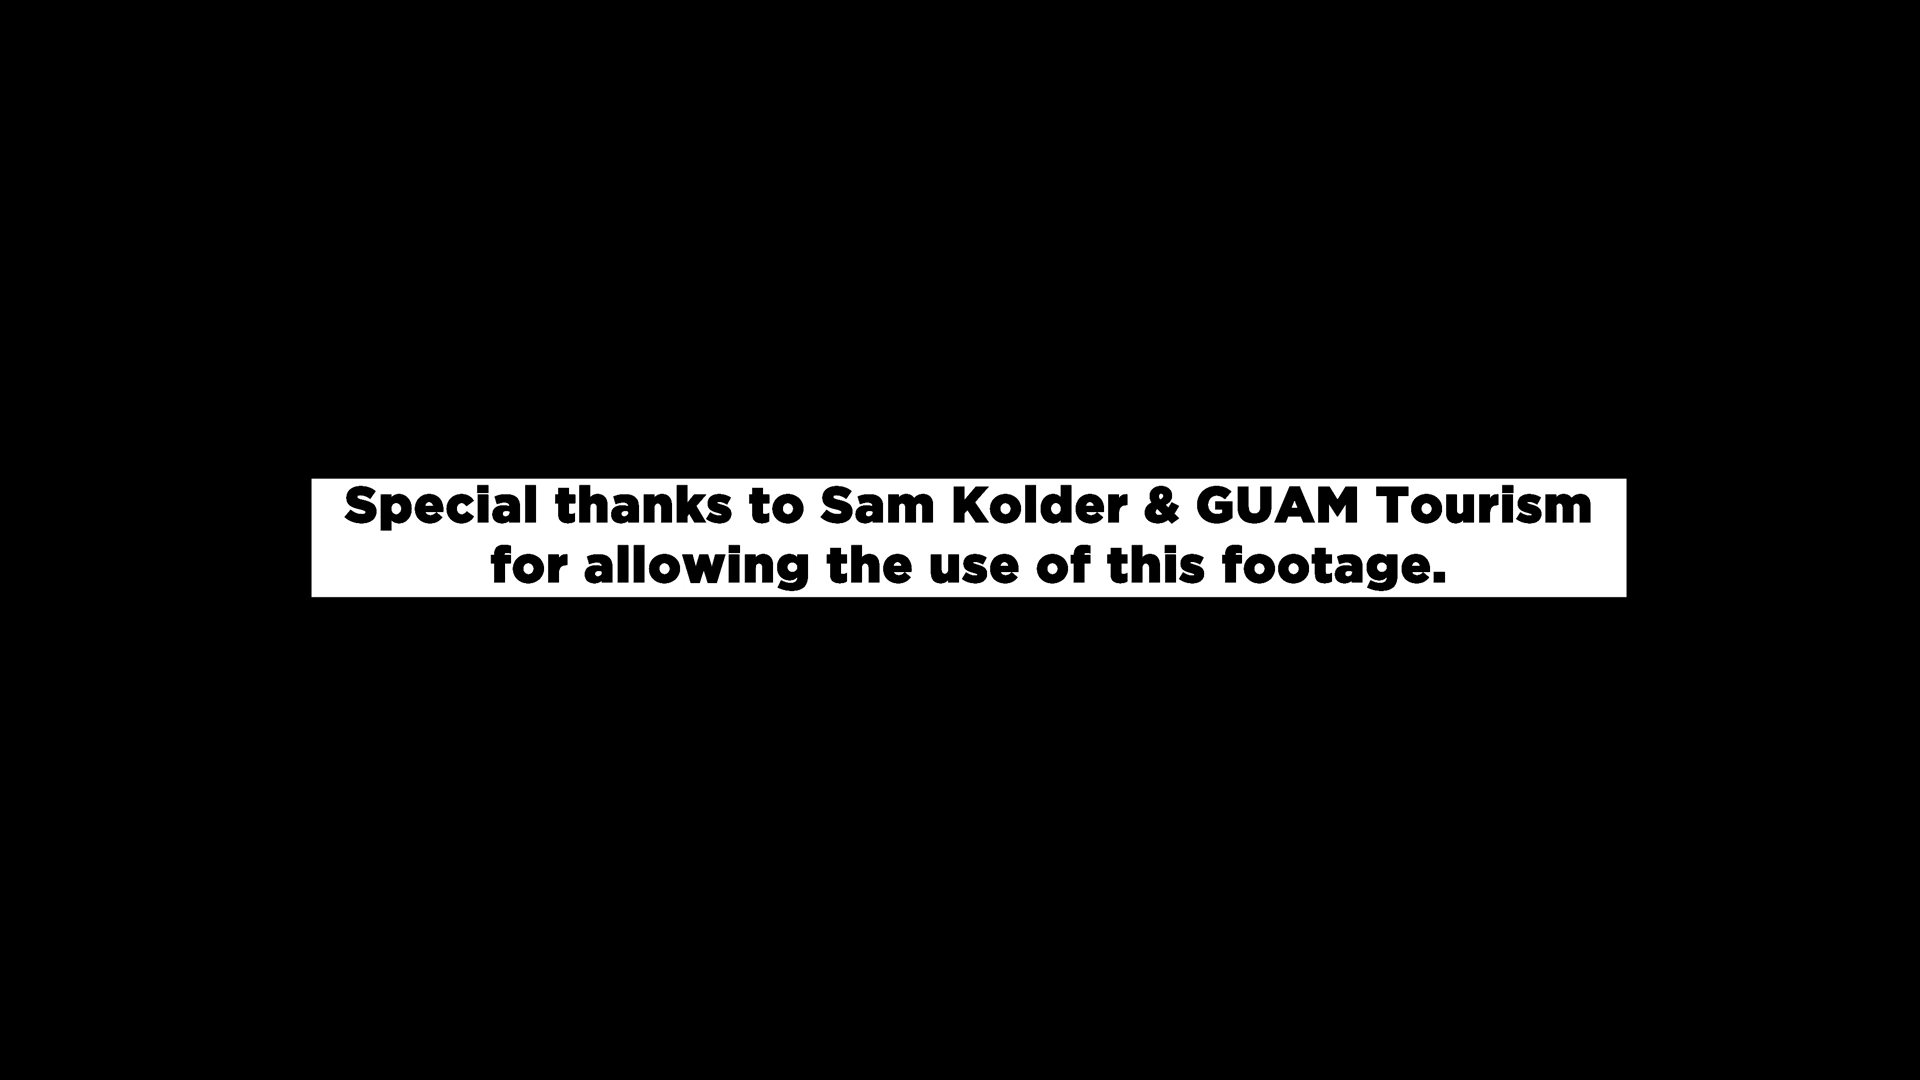 Special thanks to Sam Kolder & GUAM Tourism
for allowing the use of this footage.